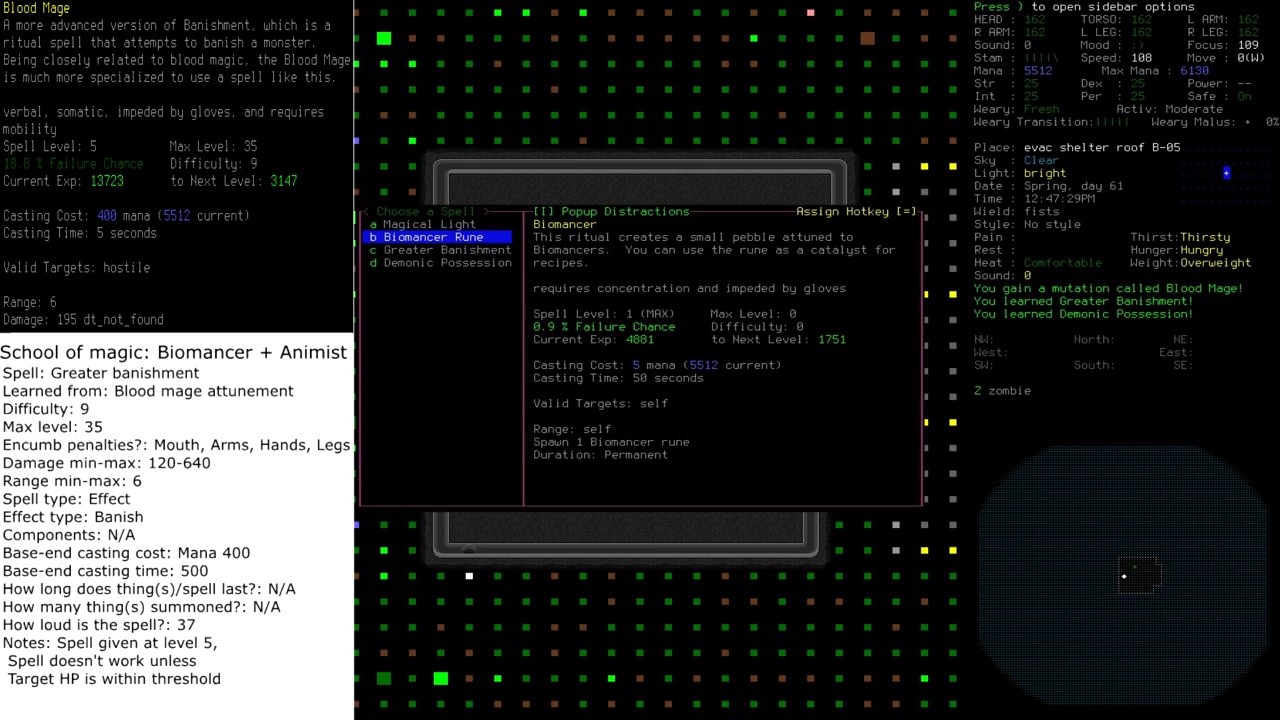 Blood Mage
A more advanced version of Banishment, which is a
ritual spell that attempts to banish a monster.
Being closely related to blood magic, the Blood Mage
is much more specialized to use a spell like this.
verbal, somatic, impeded by gloves, and requires
mobility
Spell Level: 5 Max Level: 35
18.8 % Failure Chance Difficulty: 9
Current Exp: 13723 to Next Level: 3147
Casting Cost: 400 mana (5512 current)
Casting Time: 5 seconds
Valid Targets: hostile
Range: 6
Damage: 195 dt_not_found
School of magic: Biomancer + Animist
Spell: Greater banishment
Learned from: Blood mage attunement
Difficulty: 9
Max level: 35
Encumb penalties?: Mouth, Arms, Hands, Legs
Damage min-max: 120-640
Range min-max: 6
Spell type: Effect
Effect type: Banish
Components: N/A
Base-end casting cost: Mana 400
Base-end casting time: 500
How long does thing(s)/spell last?: N/A
How many thing(s) summoned?: N/A
How loud is the spell?: 37
Notes: Spell given at level 5,
Spell doesn't work unless
Target HP is within threshold
< Choose a Spell >
a Magical Light
b Biomancer Rune
c Greater Banishment
d Demonic Possession
[I] Popup Distractions Assign Hotkey [=]
Biomancer
This ritual creates a small pebble attuned to
Biomancers. You can use the rune as a catalyst for
recipes.
requires concentration and impeded by gloves
Spell Level: 1 (MAX) Max Level: 0
0.9 % Failure Chance Difficulty: 0
Current Exp: 4881 to Next Level: 1751
Casting Cost: 5 mana (5512 current)
Casting Time: 50 seconds
Valid Targets: self
Range: self
Spawn 1 Biomancer rune
Duration: Permanent
Press ) to open sidebar options
HEAD : 162 TORSO: 162 L ARM: 162
R ARM: 162 L LEG: 162 R LEG: 162
Sound: 0 Mood : :) Focus: 109
Stam : ||||\ Speed: 108 Move : 0(W)
Mana : 5512 Max Mana : 6130
Str : 25 Dex : 25 Power: --
Int : 25 Per : 25 Safe : On
Weary: Fresh Activ: Moderate
Weary Transition:||||| Weary Malus: + 0%
Place: evac shelter roof B-05
Sky : Clear
Light: bright
Date : Spring, day 61
Time : 12:47:29PM
Wield: fists
Style: No style
Pain : Thirst:Thirsty
Rest : Hunger:Hungry
Heat : Comfortable Weight:Overweight
Sound: 0
You gain a mutation called Blood Mage!
You learned Greater Banishment!
You learned Demonic Possession!
NW: North: NE:
West: East:
SW: South: SE:
Z zombie